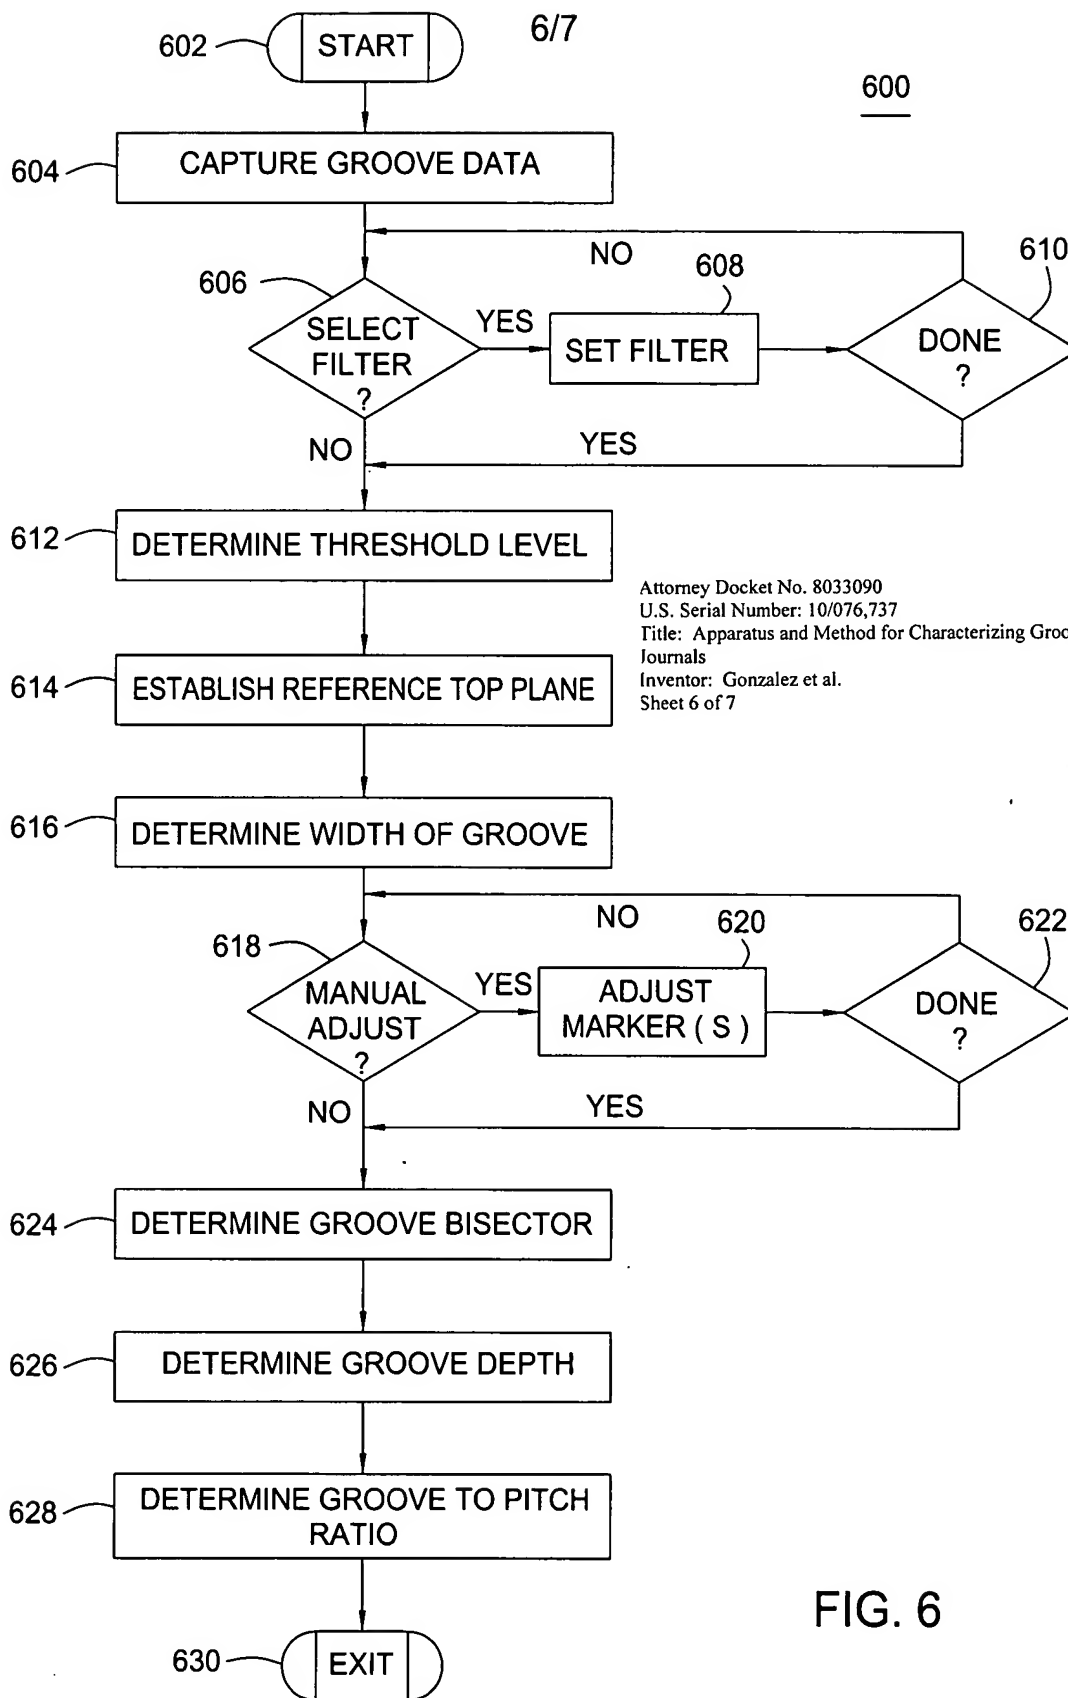 6/7
600
602
START
604
CAPTURE GROOVE DATA
NO
606
608
610
SELECT
FILTER
?
YES
SET FILTER
DONE
?
NO
YES
612
DETERMINE THRESHOLD LEVEL
Attorney Docket No. 8033090
U.S. Serial Number: 10/076,737
Title: Apparatus and Method for Characterizing Groo
Journals
Inventor: Gonzalez et al.
Sheet 6 of 7
614
ESTABLISH REFERENCE TOP PLANE
616
DETERMINE WIDTH OF GROOVE
NO
618
620
622
MANUAL
ADJUST
?
YES
ADJUST
MARKER ( S )
DONE
?
NO
YES
624
DETERMINE GROOVE BISECTOR
626
DETERMINE GROOVE DEPTH
628
DETERMINE GROOVE TO PITCH
RATIO
630
EXIT
FIG. 6